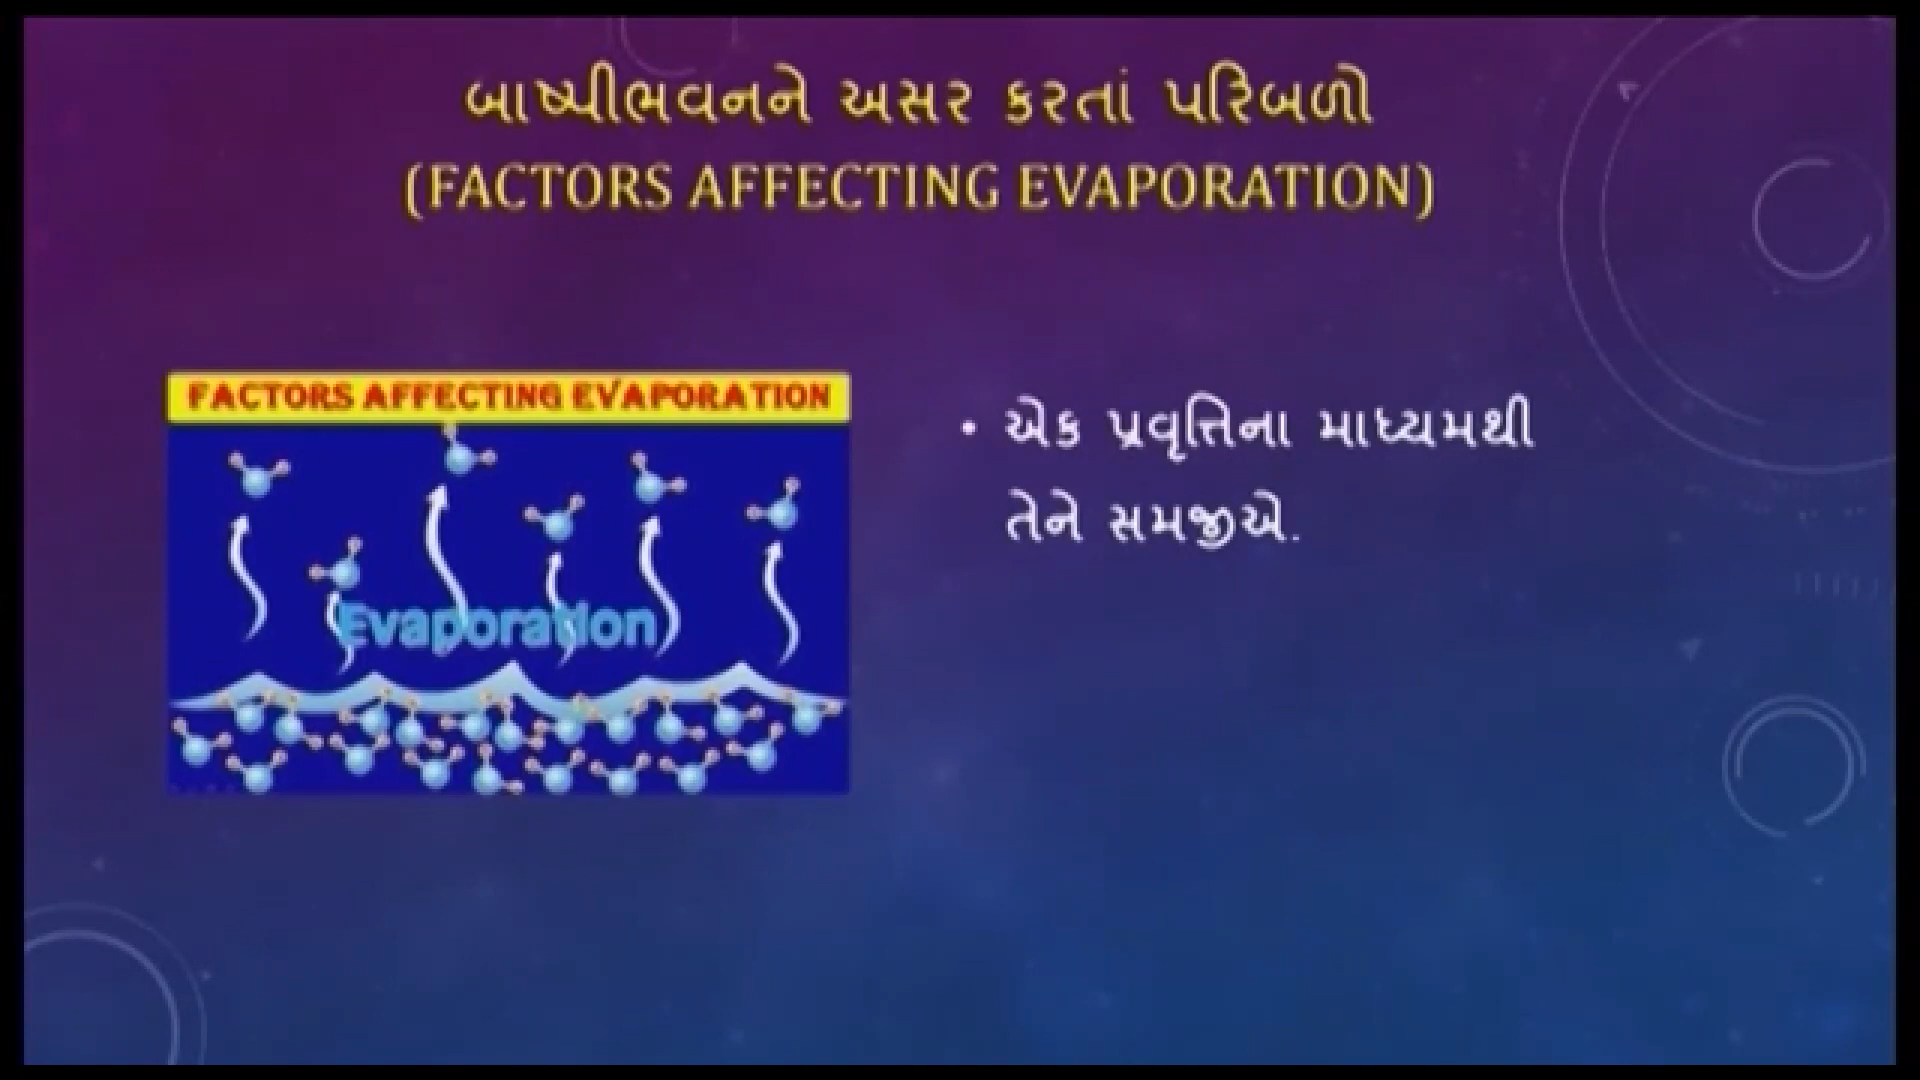 બાષ્પીભવનને અસર કરતાં પરિબળો
(FACTORS AFFECTING EVAPORATION)
FACTORS AFFECTING EVAPORATION
Evaporation
• એક પ્રવૃત્તિના માધ્યમથી
તેને સમજીએ.